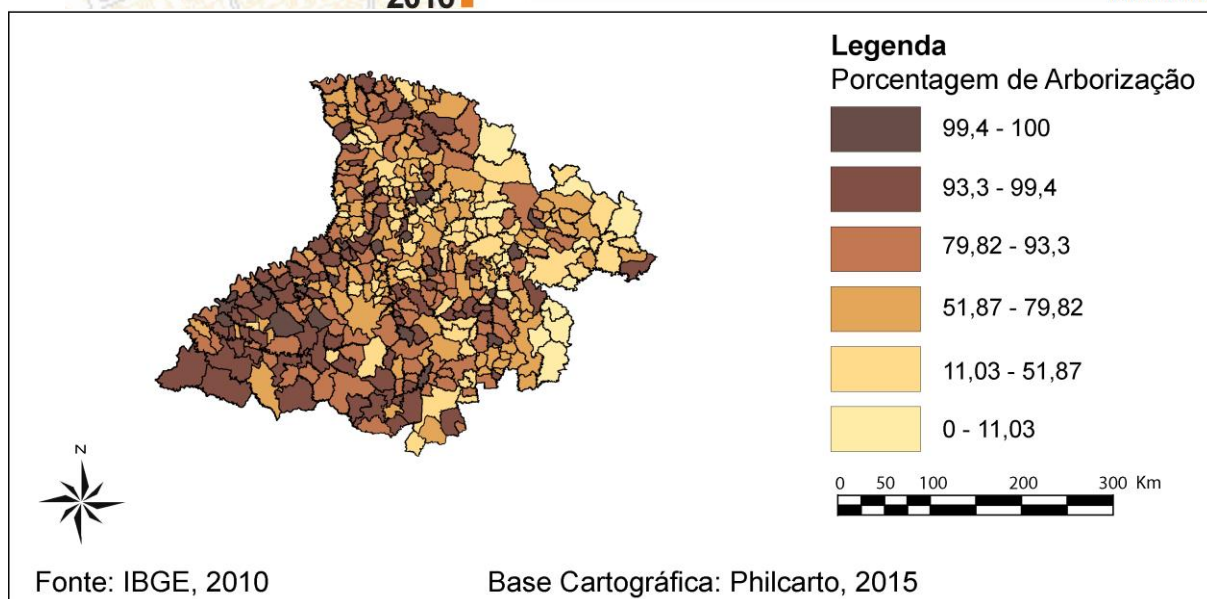 2016
Legenda
Porcentagem de Arborização
99,4 - 100
93,3 - 99,4
79,82 - 93,3
51,87 - 79,82
11,03 - 51,87
0 - 11,03
N
0 50 100 200 300 Km
Fonte: IBGE, 2010
Base Cartográfica: Philcarto, 2015